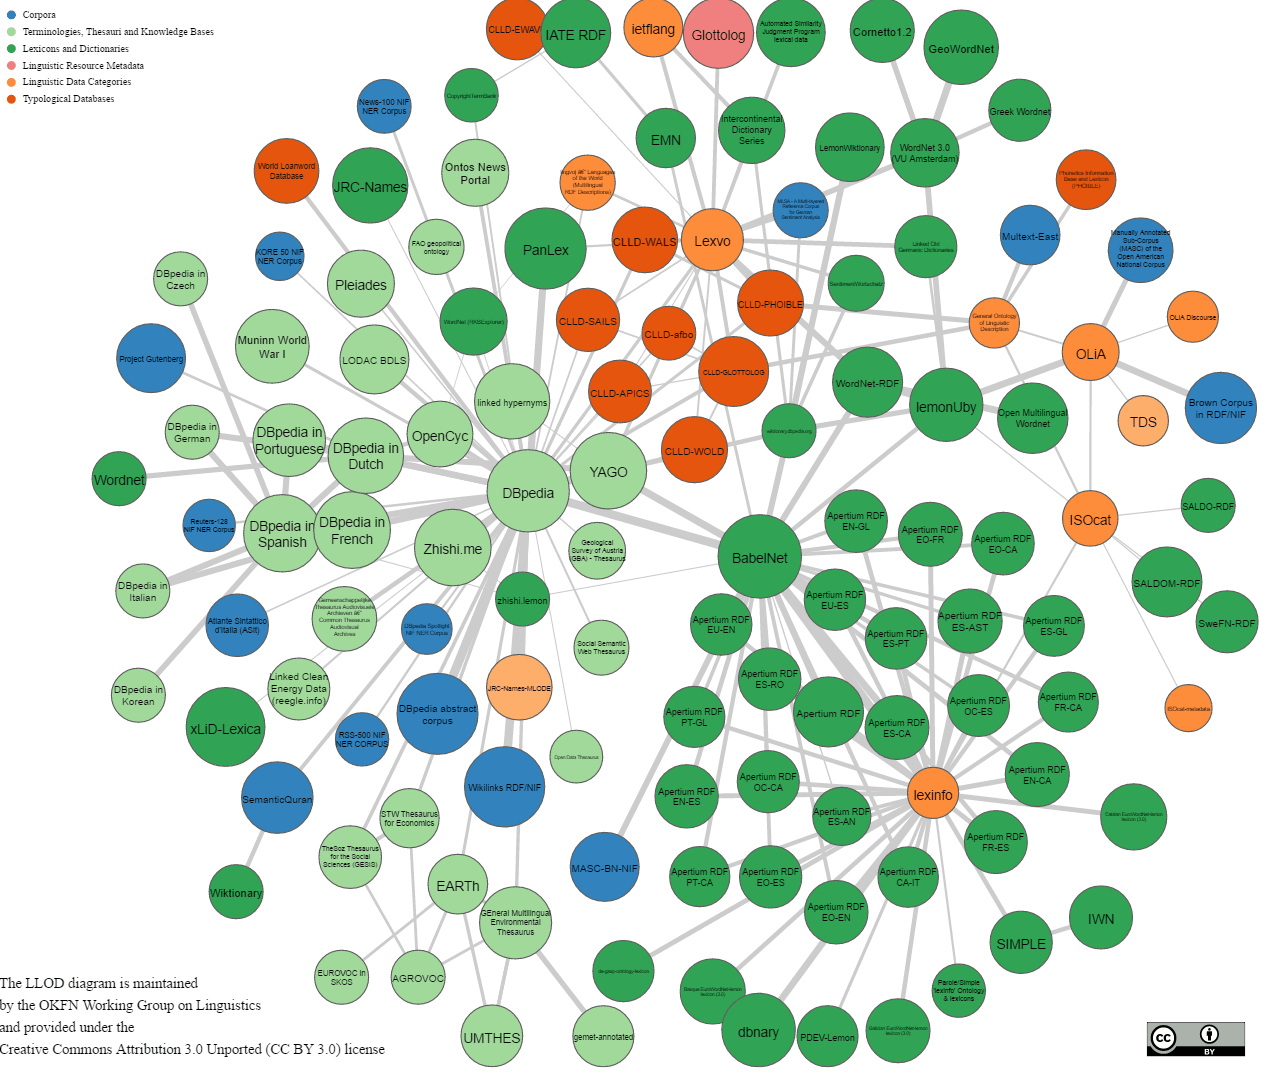 Corpora
Terminologies, Thesauri and Knowledge Bases
Lexicons and Dictionaries
Linguistic Resource Metadata
Linguistic Data Categories
Typological Databases
CLLD-EWAV
IATE RDF
ietflang
Glottolog
Automated Similarity
Judgment Program
lexical data
Cornetto1.2
GeoWordNet
News-100 NIF
NER Corpus
CopyrightTermBank
EMN
Intercontinental
Dictionary
Series
LemonWiktionary
WordNet 3.0
(VU Amsterdam)
Greek Wordnet
World Loanword
Database
JRC-Names
Ontos News
Portal
Languages
of the World
(Multilingual
RDF Descriptions)
MLSA - A Multi-layered
Reference Corpus
for German
Sentiment Analysis
Phonetics Information
Base and Lexicon
(PHOIBLE)
KORE 50 NIF
NER Corpus
FAO geopolitical
ontology
PanLex
CLLD-WALS
Lexvo
Linked Old
Germanic Dictionaries
Multext-East
Manually Annotated
Sub-Corpus
(MASC) of the
Open American
National Corpus
DBpedia in
Czech
Pleiades
WordNet (RKBExplorer)
CLLD-SAILS
CLLD-afbo
CLLD-PHOIBLE
SentimentWortschatz
General Ontology
of Linguistic
Description
OLiA Discourse
Project Gutenberg
Muninn World
War I
LODAC BDLS
linked hypernyms
CLLD-APICS
CLLD-GLOTTOLOG
WordNet-RDF
OLiA
DBpedia in
German
DBpedia in
Portuguese
DBpedia in
Dutch
OpenCyc
CLLD-WOLD
wiktionary.dbpedia.org
lemonUby
Open Multilingual
Wordnet
TDS
Brown Corpus
in RDF/NIF
Wordnet
DBpedia
YAGO
Reuters-128
NIF NER Corpus
DBpedia in
Spanish
DBpedia in
French
Zhishi.me
Geological
Survey of Austria
(GBA) - Thesaurus
BabelNet
Apertium RDF
EN-GL
Apertium RDF
EO-FR
Apertium RDF
EO-CA
ISOcat
SALDO-RDF
DBpedia in
Italian
Atlante Sintattico
d'Italia (ASIt)
Gemeenschappelijke
Thesaurus Audiovisuele
Archieven â€"
Common Thesaurus
Audiovisual
Archives
DBpedia Spotlight
NIF NER Corpus
zhishi.lemon
Social Semantic
Web Thesaurus
Apertium RDF
EU-EN
Apertium RDF
EU-ES
Apertium RDF
ES-PT
Apertium RDF
ES-AST
Apertium RDF
ES-GL
SALDOM-RDF
SweFN-RDF
DBpedia in
Korean
Linked Clean
Energy Data
(reegle.info)
JRC-Names-MLODE
Apertium RDF
ES-RO
Apertium RDF
OC-ES
Apertium RDF
FR-CA
xLiD-Lexica
RSS-500 NIF
NER CORPUS
DBpedia abstract
corpus
Apertium RDF
PT-GL
Apertium RDF
Apertium RDF
ES-CA
ISOcat-metadata
Open Data Thesaurus
SemanticQuran
Wikilinks RDF/NIF
Apertium RDF
EN-ES
Apertium RDF
OC-CA
lexinfo
Apertium RDF
EN-CA
STW Thesaurus
for Economics
Apertium RDF
ES-AN
TheSoz Thesaurus
for the Social
Sciences (GESIS)
Apertium RDF
FR-ES
Wiktionary
EARTh
MASC-BN-NIF
Apertium RDF
PT-CA
Apertium RDF
EO-ES
Apertium RDF
CA-IT
GEneral Multilingual
Environmental
Thesaurus
Apertium RDF
EO-EN
SIMPLE
IWN
EUROVOC in
SKOS
AGROVOC
Parole/Simple
'lexinfo' Ontology
& lexicons
UMTHES
gemet-annotated
dbnary
PDEV-Lemon
The LLOD diagram is maintained
by the OKFN Working Group on Linguistics
and provided under the
Creative Commons Attribution 3.0 Unported (CC BY 3.0) license
cc
BY